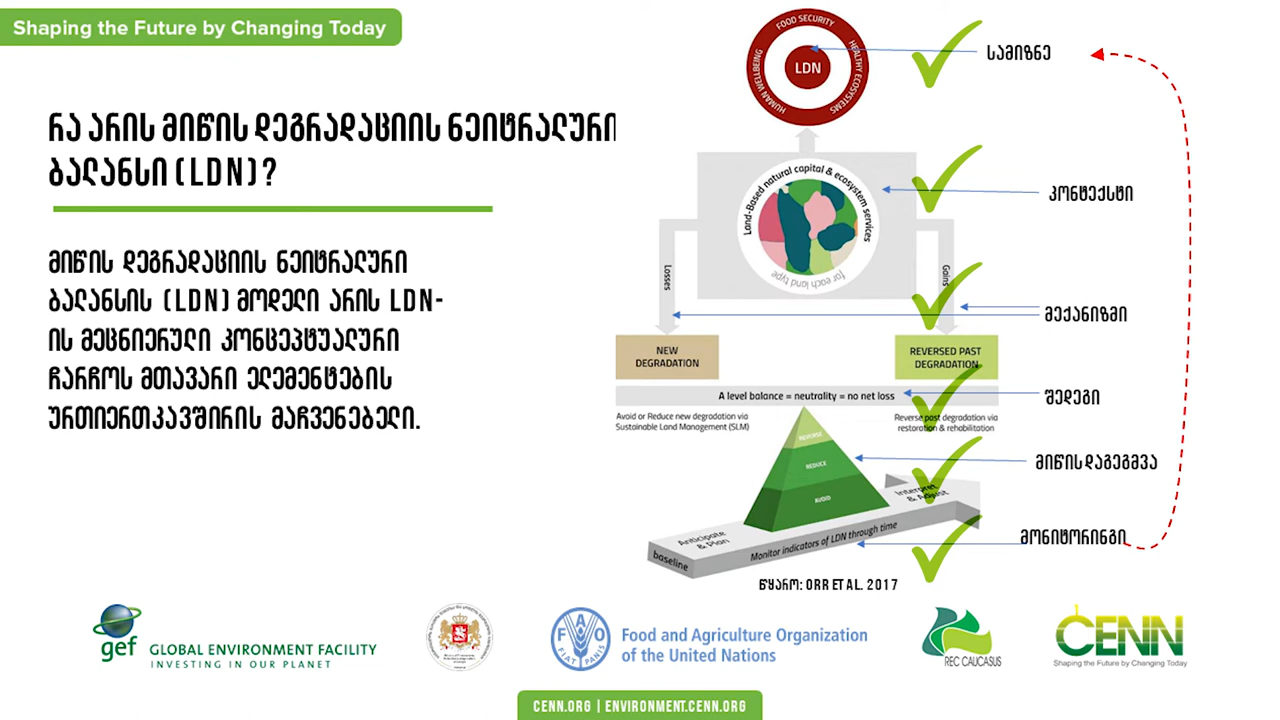 Shaping the Future by Changing Today
რა არის მიწის დეგრადაციის ნეიტრალური
ბალანსი (LDN)?
მიწის დეგრადაციის ნეიტრალური
ბალანსის (LDN) მოდელი არის LDN-
ის მეცნიერული კონცეპტუალური
ჩარჩოს მთავარი ელემენტების
ურთიერთკავშირის მაჩვენებელი.
FOOD SECURITY
HUMAN WELLBEING
HEALTHY ECOSYSTEMS
LDN
სამიზნე
Land-Based natural capital & ecosystem services
for each land type
კონტექსტი
Losses
Gains
მექანიზმი
NEW
DEGRADATION
REVERSED PAST
DEGRADATION
A level balance = neutrality = no net loss
შედეგი
Avoid or Reduce new degradation via
Sustainable Land Management (SLM)
Reverse past degradation via
restoration & rehabilitation
REVERSE
REDUCE
AVOID
მიწის დაგეგმვა
Interpret
& Adjust
Anticipate
& Plan
baseline
Monitor indicators of LDN through time
მონიტორინგი
წყარო: ORR ET AL. 2017
gef
GLOBAL ENVIRONMENT FACILITY
INVESTING IN OUR PLANET
FAO
FIAT PANIS
Food and Agriculture Organization
of the United Nations
REC CAUCASUS
CENN
Shaping the Future by Changing Today
CENN.ORG | ENVIRONMENT.CENN.ORG